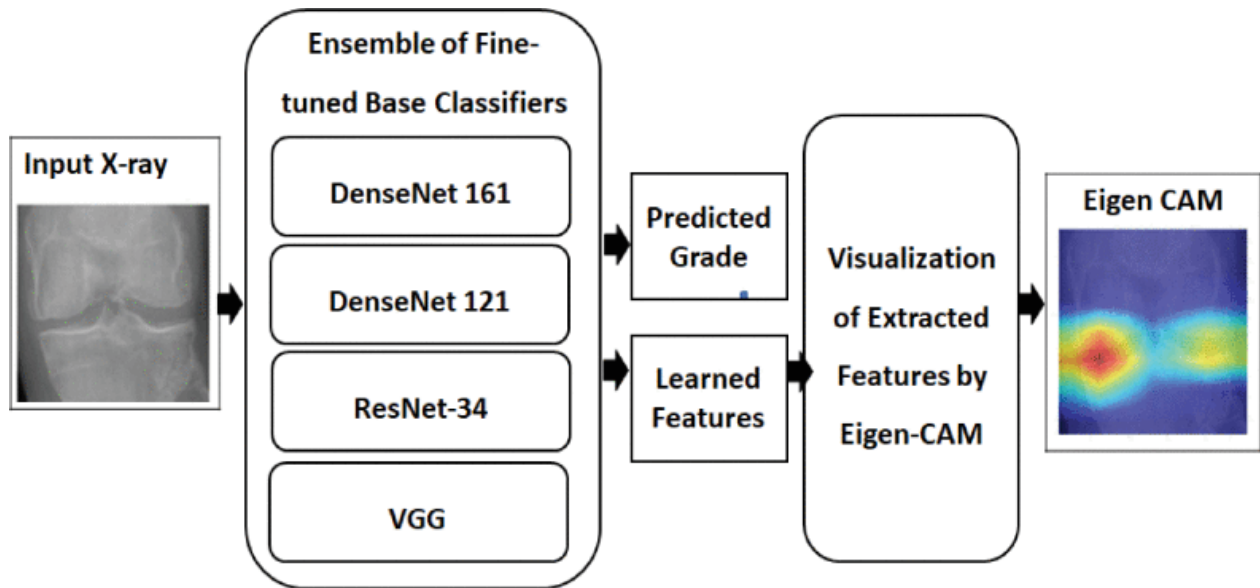 Input X-ray
Ensemble of Fine-
tuned Base Classifiers
DenseNet 161
DenseNet 121
ResNet-34
VGG
Predicted
Grade
Learned
Features
Visualization
of Extracted
Features by
Eigen-CAM
Eigen CAM